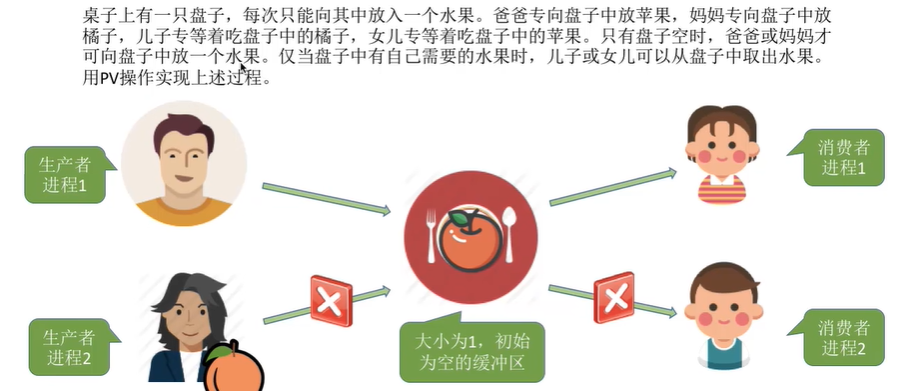 桌子上有一只盘子，每次只能向其中放入一个水果。爸爸专向盘子中放苹果，妈妈专向盘子中放
橘子，儿子专等着吃盘子中的橘子，女儿专等着吃盘子中的苹果。只有盘子空时，爸爸或妈妈才
可向盘子中放一个水果。仅当盘子中有自己需要的水果时，儿子或女儿可以从盘子中取出水果。
用PV操作实现上述过程。
生产者
进程1
消费者
进程1
生产者
进程2
大小为1，初始
为空的缓冲区
消费者
进程2